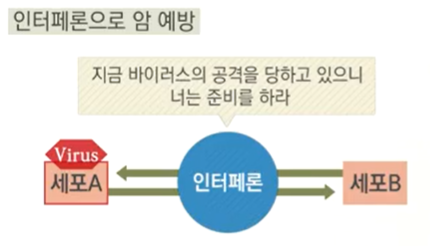 인터페론으로 암 예방
지금 바이러스의 공격을 당하고 있으니
너는 준비를 하라
Virus
세포A
인터페론
세포B